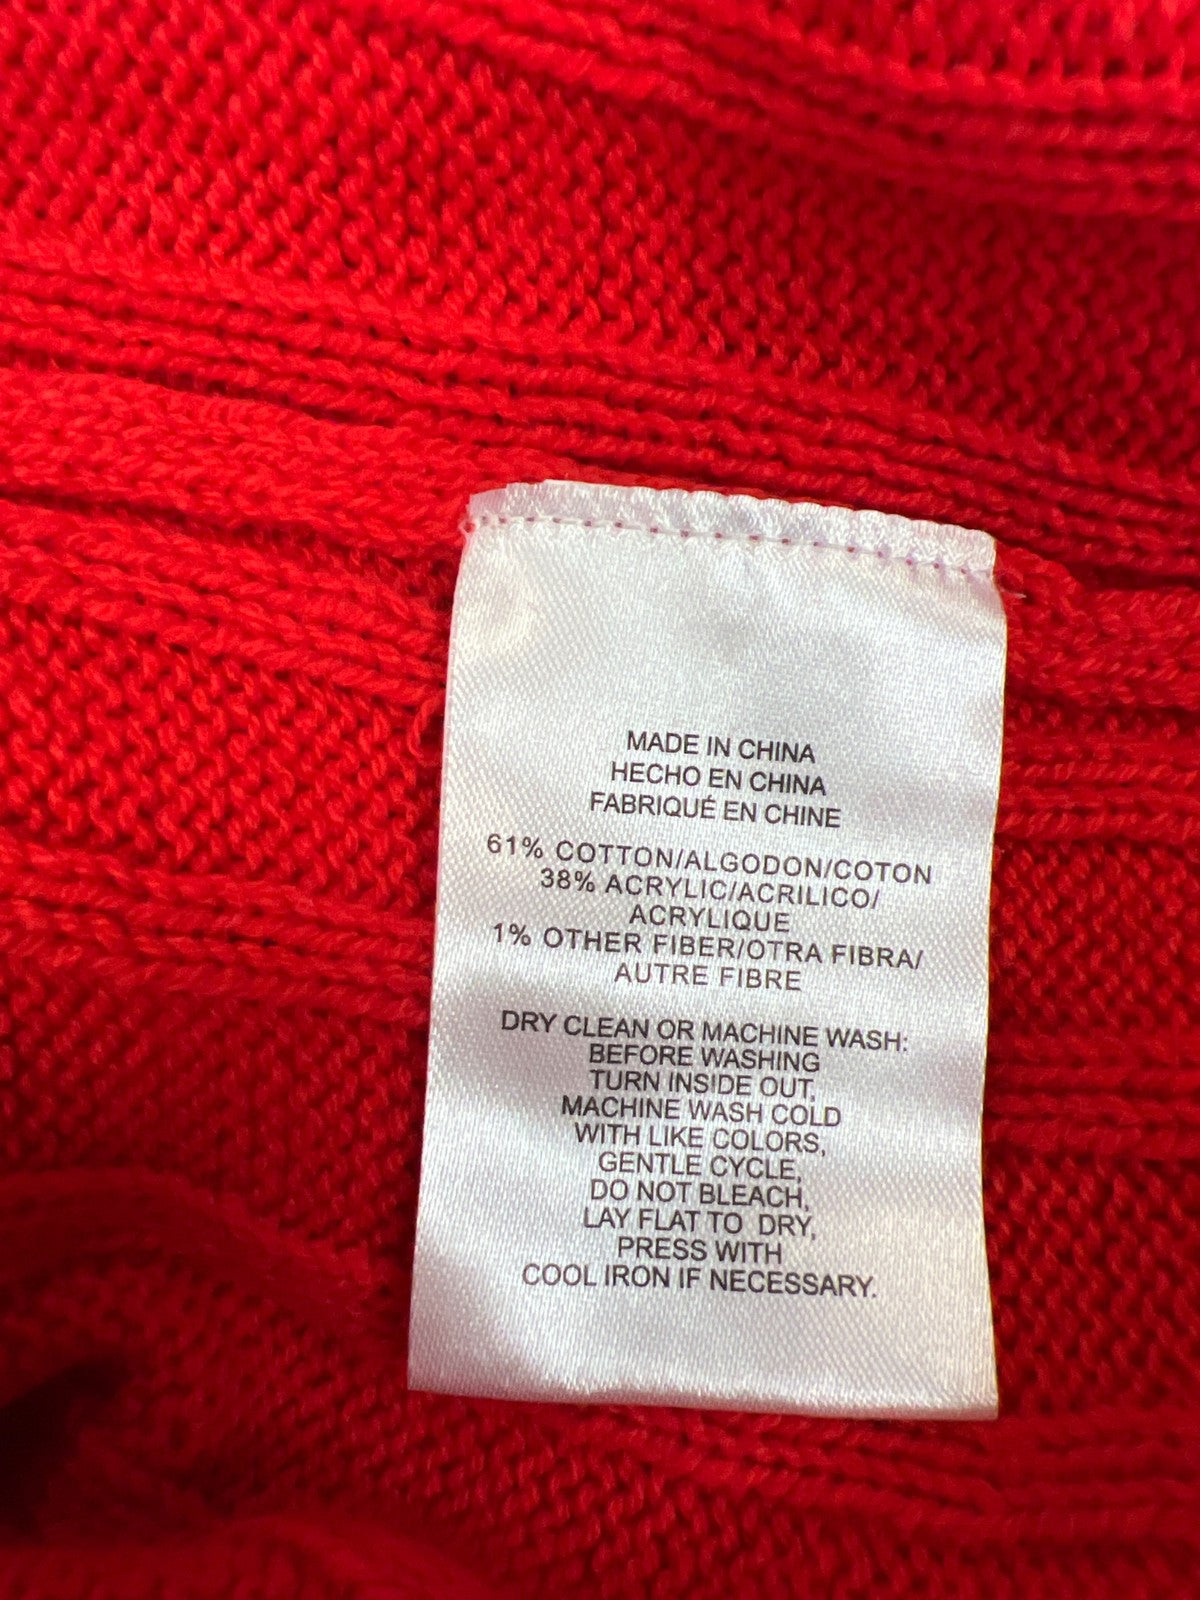 MADE IN CHINA
HECHO EN CHINA
FABRIQUÉ EN CHINE
61% COTTON/ALGODON/COTON
38% ACRYLIC/ACRILICO/
ACRYLIQUE
1% OTHER FIBER/OTRA FIBRA/
AUTRE FIBRE
DRY CLEAN OR MACHINE WASH:
BEFORE WASHING
TURN INSIDE OUT,
MACHINE WASH COLD
WITH LIKE COLORS,
GENTLE CYCLE,
DO NOT BLEACH,
LAY FLAT TO DRY,
PRESS WITH
COOL IRON IF NECESSARY.